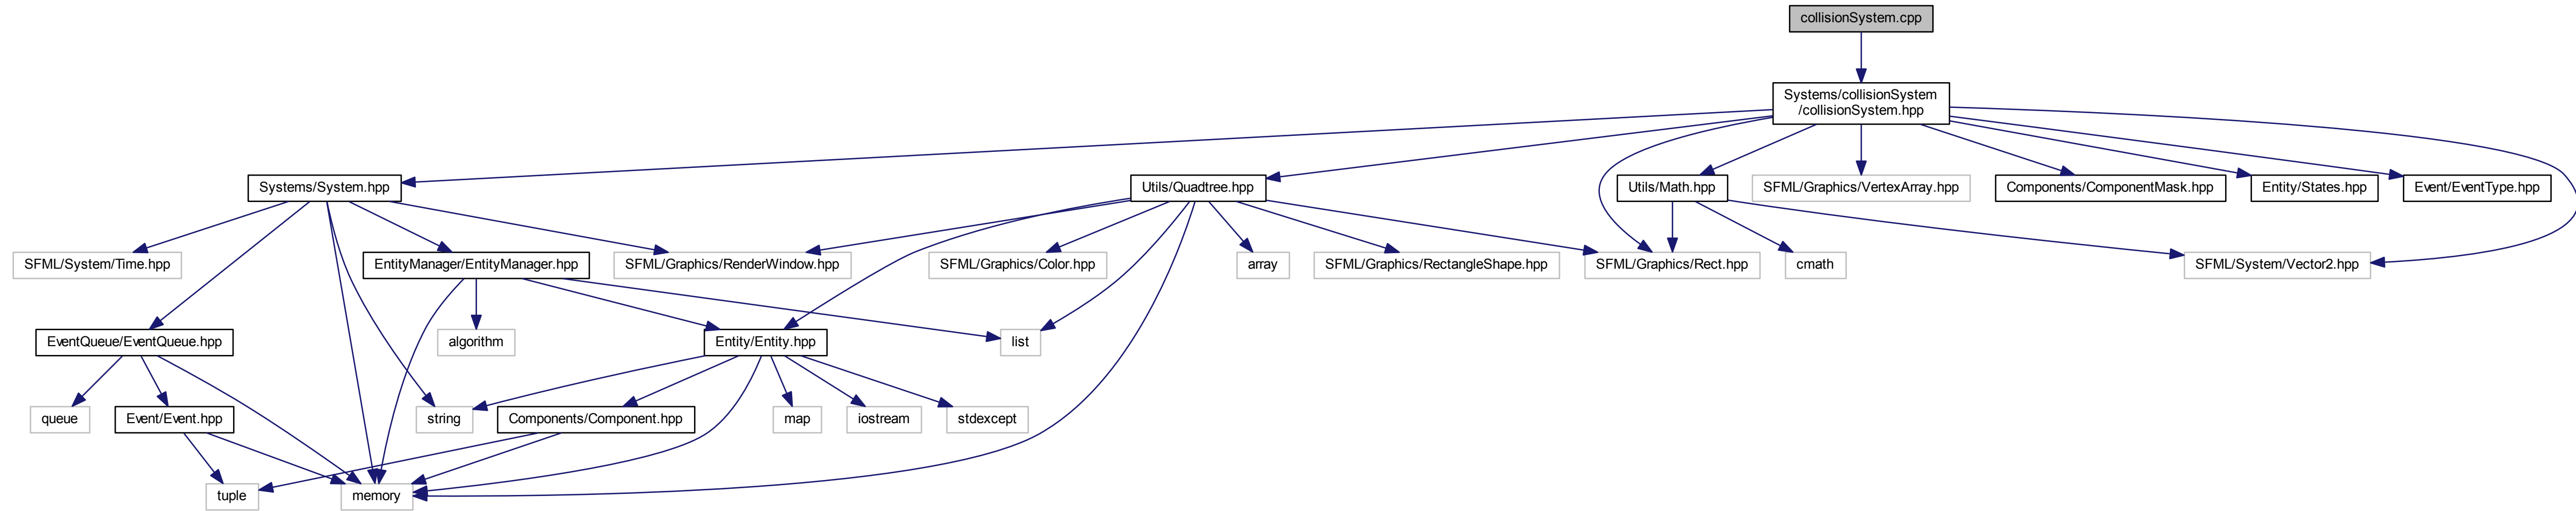 collisionSystem.cpp
Systems/collisionSystem
/collisionSystem.hpp
Systems/System.hpp
Utils/Quadtree.hpp
Utils/Math.hpp
SFML/Graphics/VertexArray.hpp
Components/ComponentMask.hpp
Entity/States.hpp
Event/EventType.hpp
SFML/System/Time.hpp
EntityManager/EntityManager.hpp
SFML/Graphics/RenderWindow.hpp
SFML/Graphics/Color.hpp
array
SFML/Graphics/RectangleShape.hpp
SFML/Graphics/Rect.hpp
cmath
SFML/System/Vector2.hpp
EventQueue/EventQueue.hpp
algorithm
Entity/Entity.hpp
list
queue
Event/Event.hpp
string
Components/Component.hpp
map
iostream
stdexcept
tuple
memory